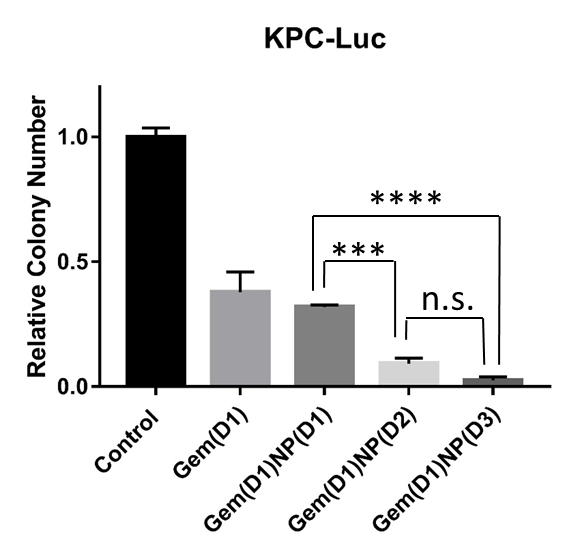 KPC-Luc
Relative Colony Number
1.0
0.5
0.0
****
***
n.s.
Control
Gem(D1)
Gem(D1)NP(D1)
Gem(D1)NP(D2)
Gem(D1)NP(D3)